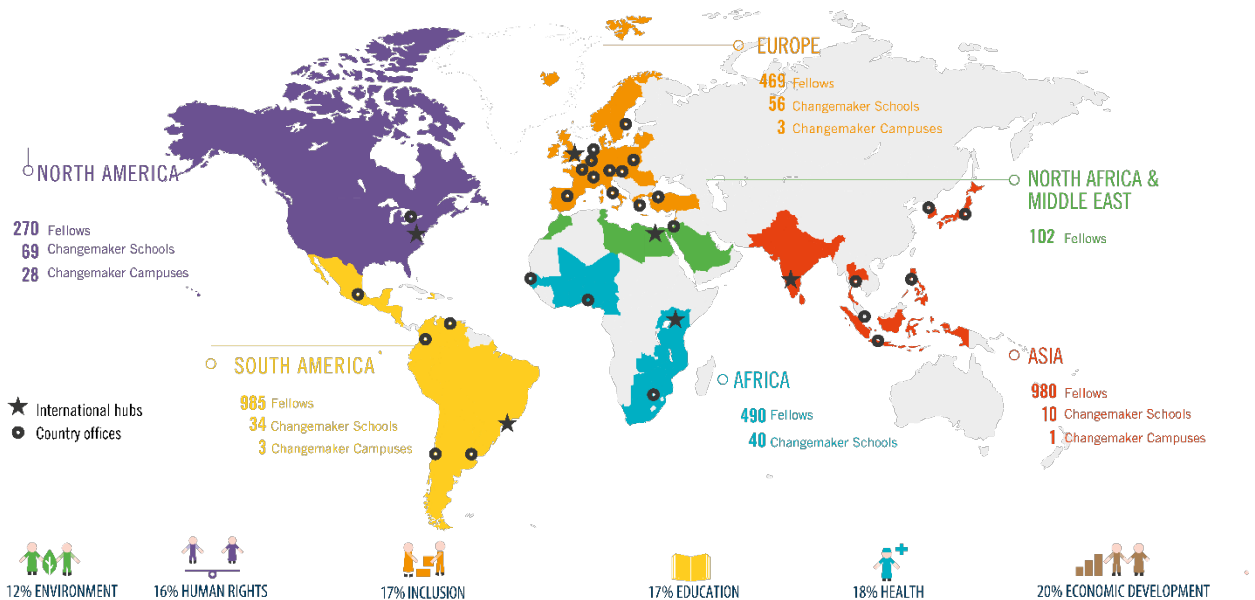 EUROPE
469 Fellows
56 Changemaker Schools
3 Changemaker Campuses
NORTH AMERICA
270 Fellows
69 Changemaker Schools
28 Changemaker Campuses
NORTH AFRICA &
MIDDLE EAST
102 Fellows
SOUTH AMERICA
985 Fellows
34 Changemaker Schools
3 Changemaker Campuses
AFRICA
490 Fellows
40 Changemaker Schools
ASIA
980 Fellows
10 Changemaker Schools
1 Changemaker Campuses
International hubs
Country offices
12% ENVIRONMENT
16% HUMAN RIGHTS
17% INCLUSION
17% EDUCATION
18% HEALTH
20% ECONOMIC DEVELOPMENT